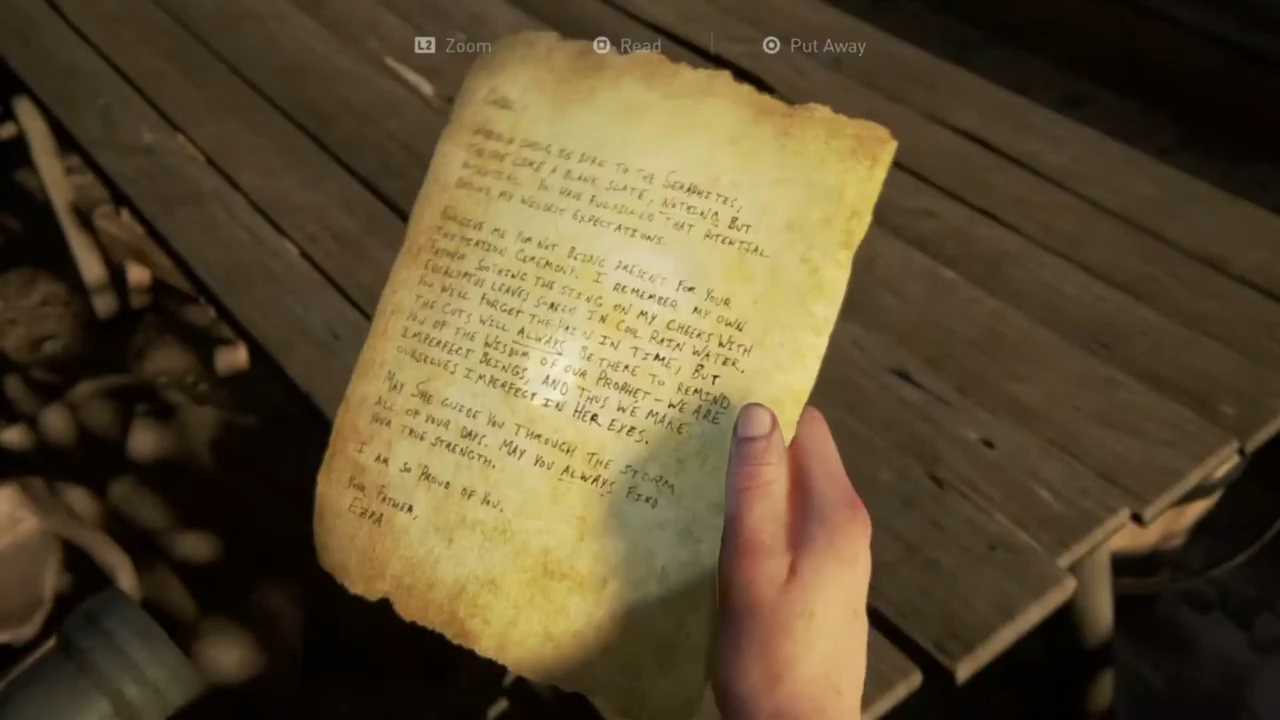 L2 Zoom
Read
Put Away
IS BORN TO THE SERAPHITES,
LIKE A BLANK SLATE, NOTHING BUT
POTENTIAL. YOU HAVE FULFILLED THAT POTENTIAL
MY WILDEST EXPECTATIONS.
FORGIVE ME FOR NOT BEING PRESENT FOR YOUR
INITIATION CEREMONY. I REMEMBER MY OWN
FATHER SOOTHING THE STING ON MY CHEEKS WITH
EUCALYPTUS LEAVES SOAKED IN COOL RAIN WATER.
YOU WILL FORGET THE PAIN IN TIME, BUT
THE CUTS WILL ALWAYS BE THERE TO REMIND
YOU OF THE WISDOM OF OUR PROPHET - WE ARE
IMPERFECT BEINGS, AND THUS WE MAKE
OURSELVES IMPERFECT IN HER EYES.
MAY SHE GUIDE YOU THROUGH THE STORM
ALL OF YOUR DAYS. MAY YOU ALWAYS FIND
YOUR TRUE STRENGTH.
I AM SO PROUD OF YOU.
YOUR FATHER,
EZRA